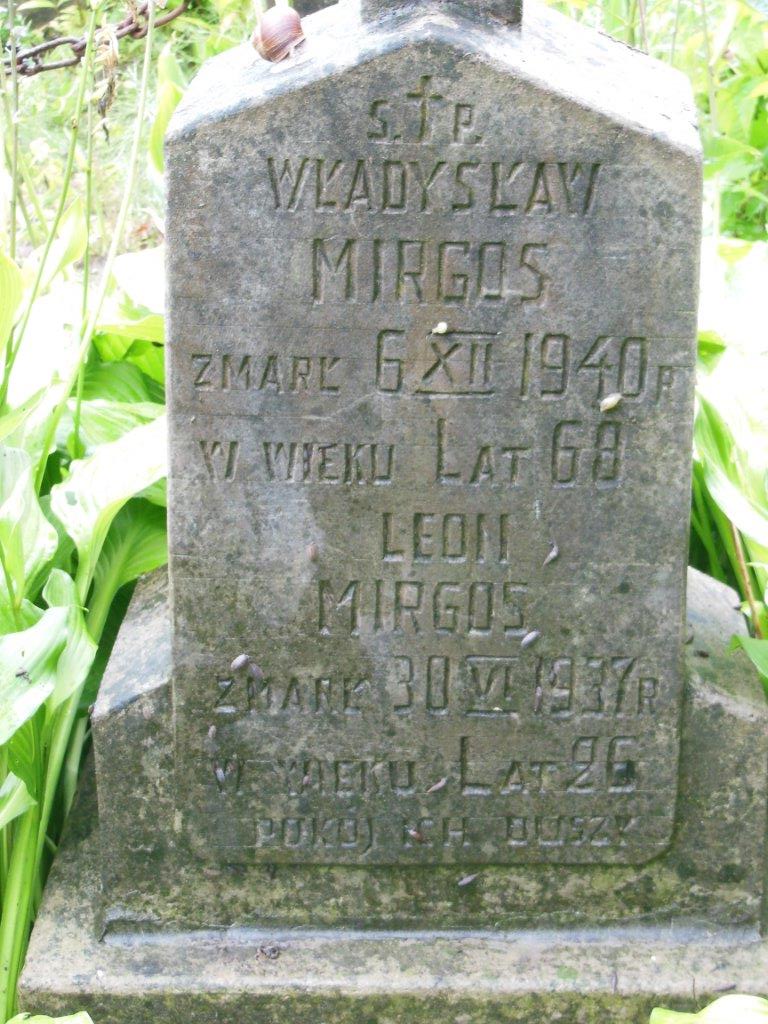 Ś.†P.
WŁADYSŁAW
MIRGOS
ZMARŁ 6 XII 1940 R
W WIEKU LAT 68
LEON
MIRGOS
ZMARŁ 30 VI 1937 R
W WIEKU LAT 26
POKÓJ ICH DUSZY